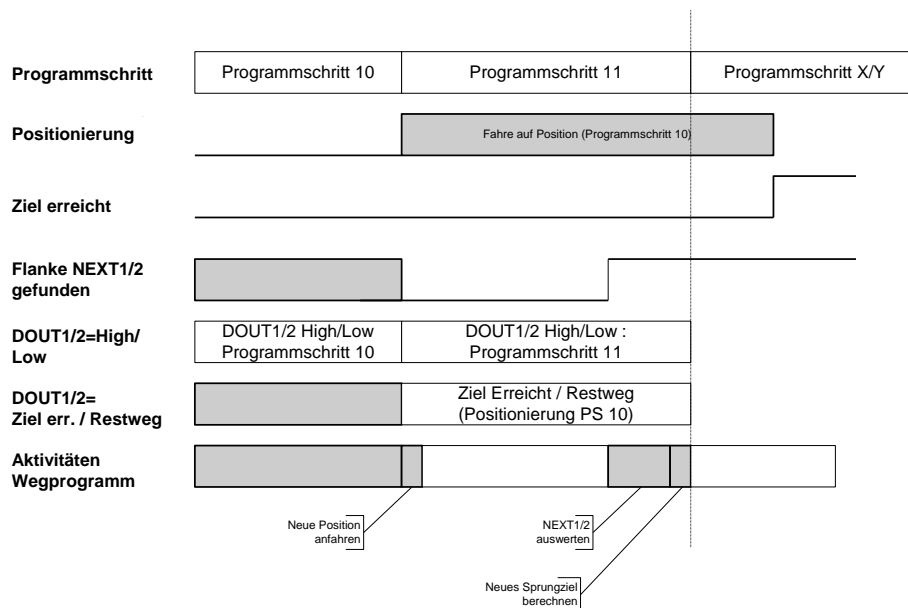 Programmschritt
Programmschritt 10
Programmschritt 11
Programmschritt X/Y
Positionierung
Fahre auf Position (Programmschritt 10)
Ziel erreicht
Flanke NEXT1/2
gefunden
DOUT1/2=High/
Low
DOUT1/2 High/Low
Programmschritt 10
DOUT1/2 High/Low :
Programmschritt 11
DOUT1/2=
Ziel err. / Restweg
Ziel Erreicht / Restweg
(Positionierung PS 10)
Aktivitäten
Wegprogramm
Neue Position
anfahren
NEXT1/2
auswerten
Neues Sprungziel
berechnen